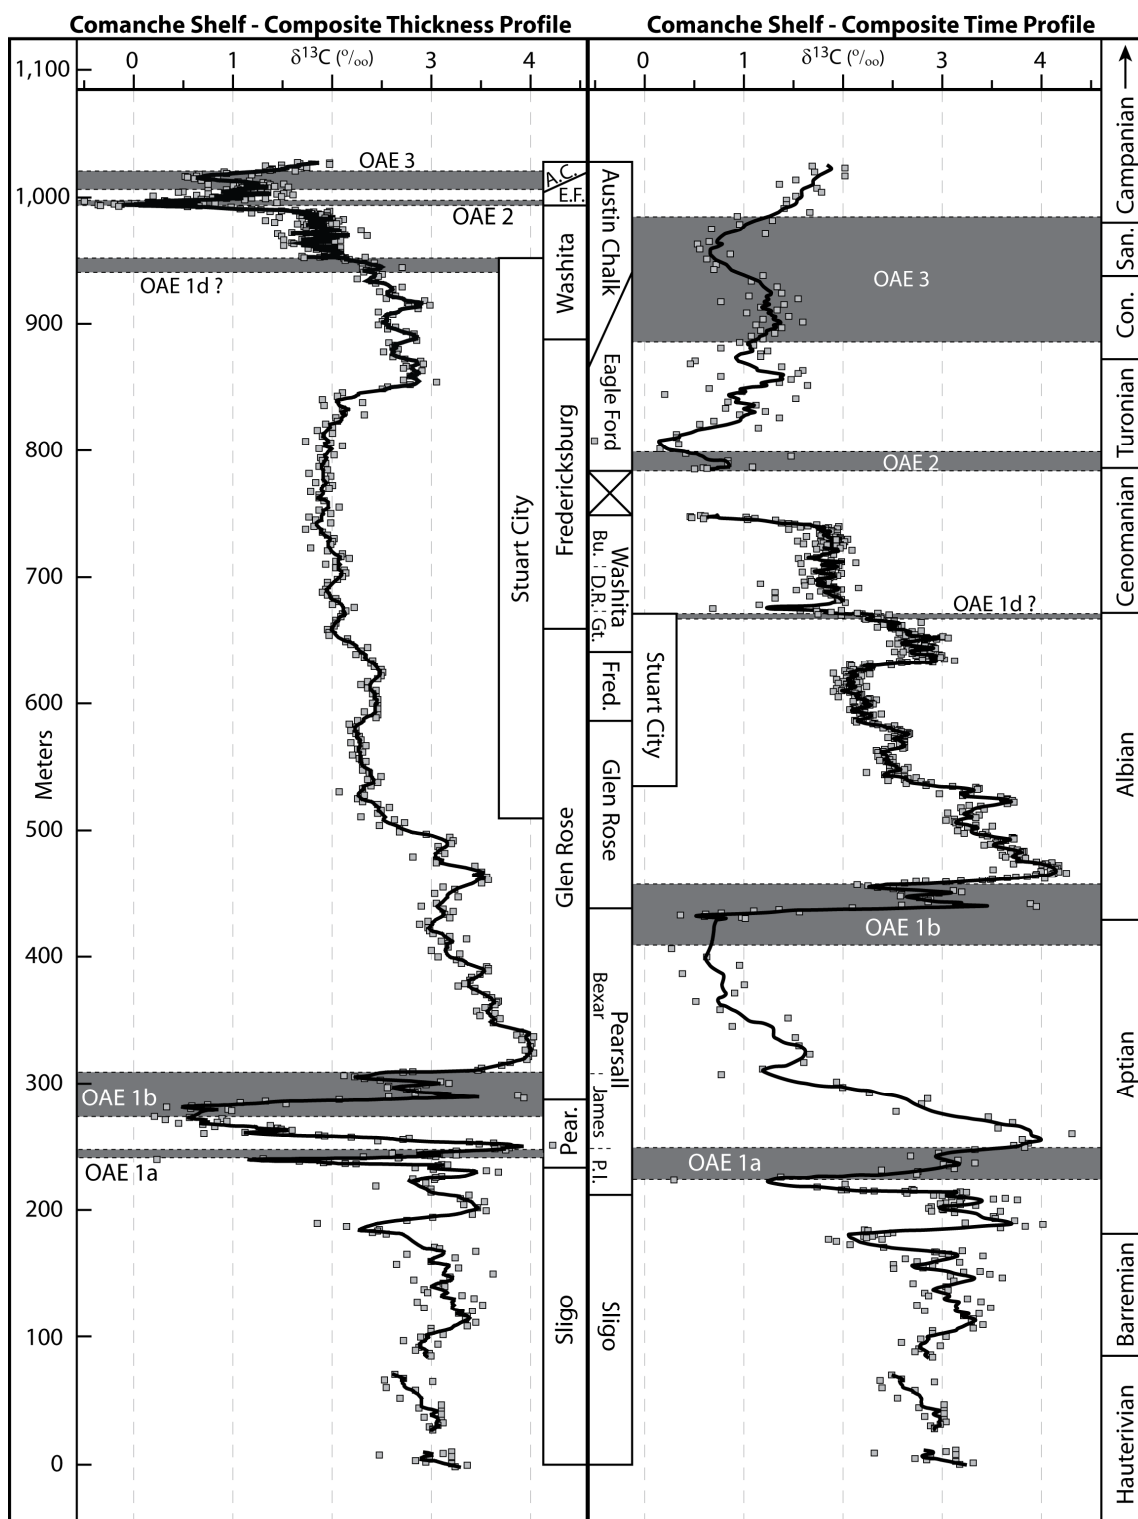 Comanche Shelf - Composite Thickness Profile
δ¹³C (º/₀₀)
0 1 3 4
1,100
1,000
900
800
700
600
500
400
300
200
100
0
Meters
OAE 3
OAE 2
OAE 1d ?
OAE 1b
OAE 1a
A.C.
E.F.
Washita
Fredericksburg
Stuart City
Glen Rose
Pear.
Sligo
Comanche Shelf - Composite Time Profile
δ¹³C (º/₀₀)
0 1 3 4
Austin Chalk
Eagle Ford
Washita
Bu. D.R. Gt.
Fred.
Stuart City
Glen Rose
Pearsall
Bexar
James
P.I.
Sligo
OAE 3
OAE 2
OAE 1d ?
OAE 1b
OAE 1a
Campanian
San.
Con.
Turonian
Cenomanian
Albian
Aptian
Barremian
Hauterivian